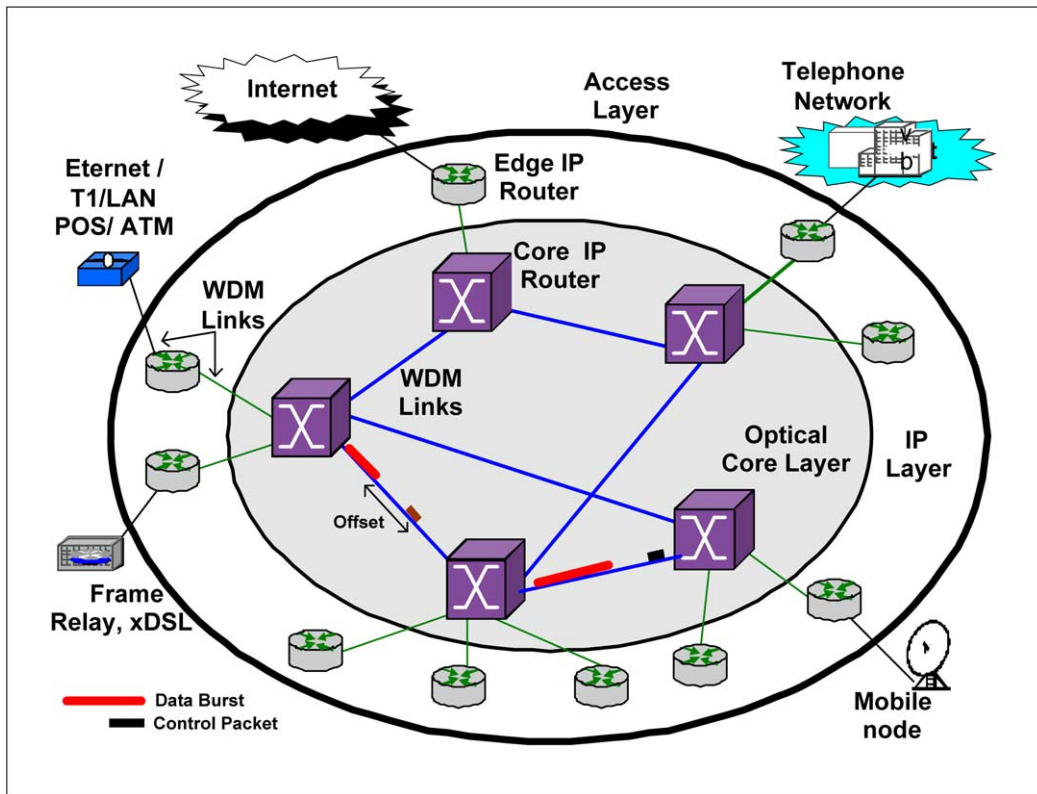 Internet
Access
Layer
Telephone
Network
v
b
t
Edge IP
Router
Eternet /
T1/LAN
POS/ ATM
Core IP
Router
WDM
Links
WDM
Links
Optical
Core Layer
IP
Layer
Offset
Frame
Relay, xDSL
Mobile
node
Data Burst
Control Packet